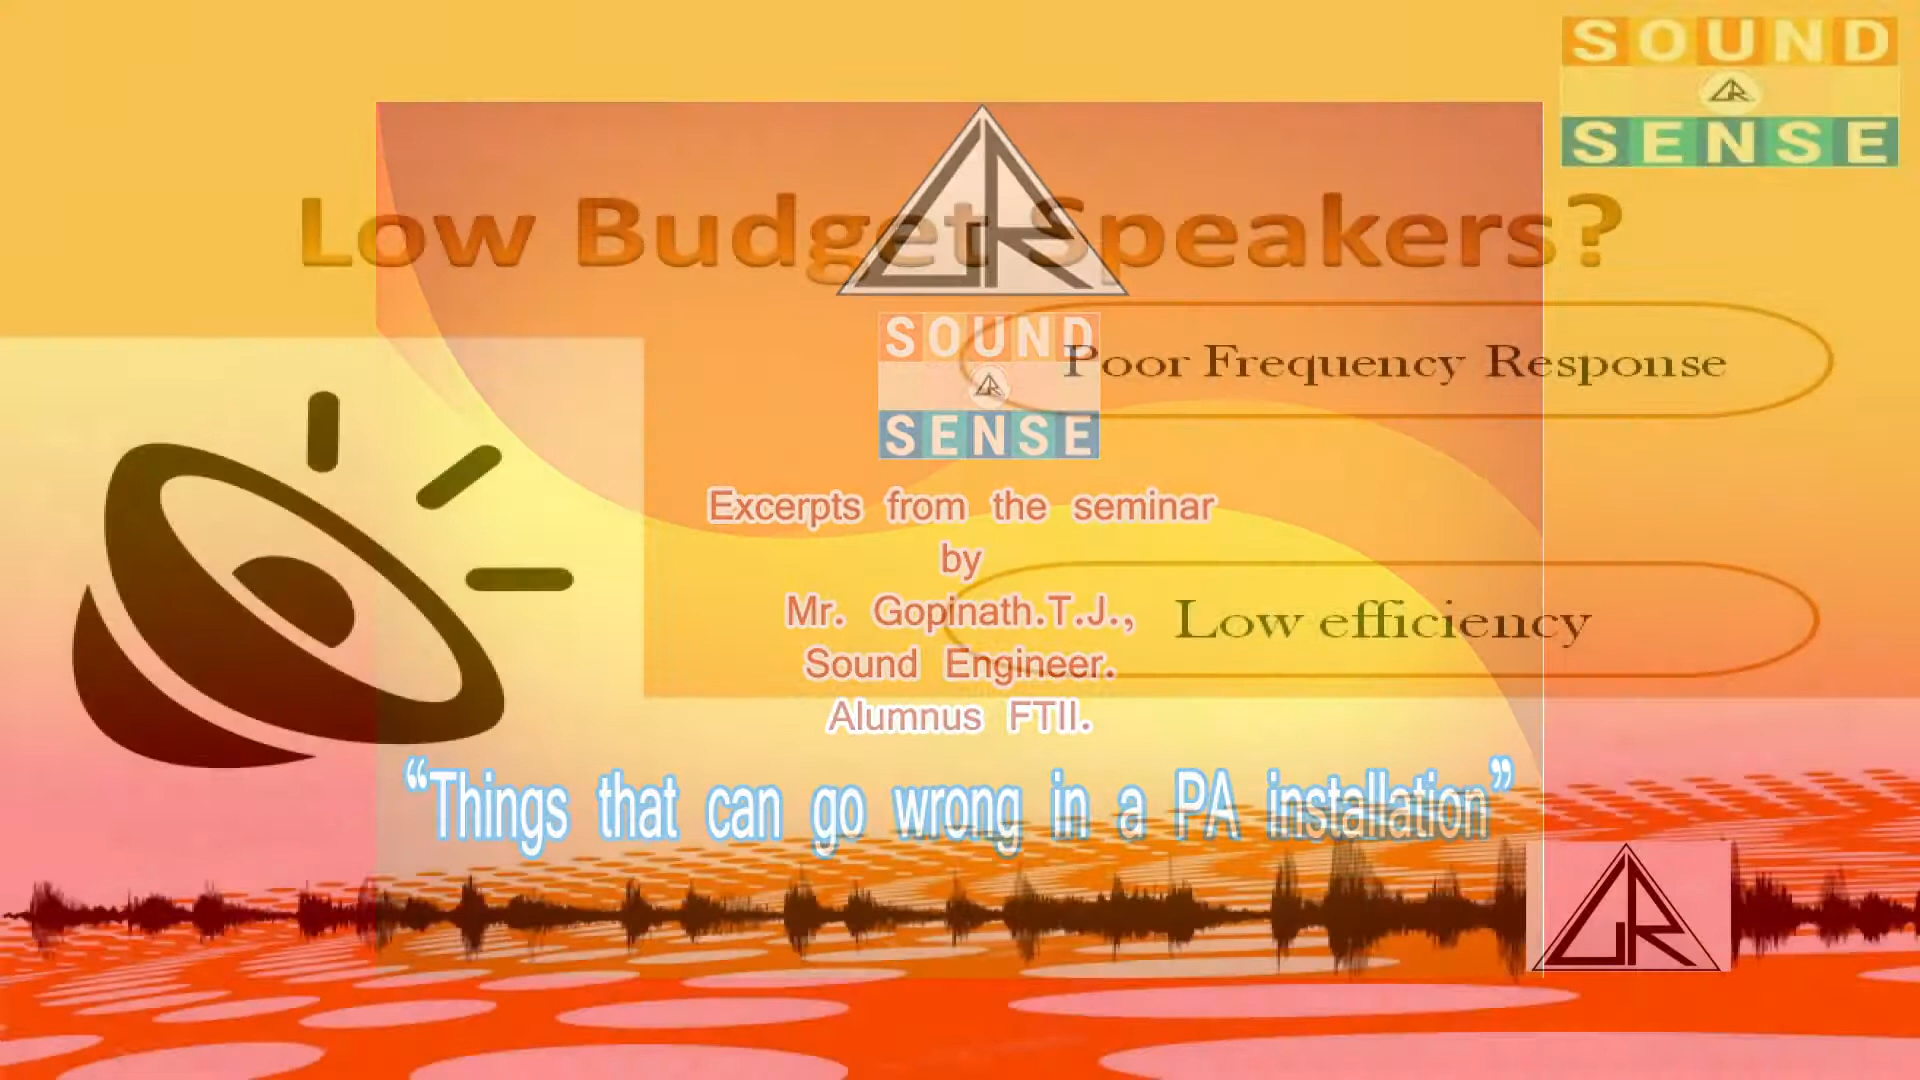 SOUND
SENSE
Low Budget Speakers?
SOUND
SENSE
Poor Frequency Response
Excerpts from the seminar
by
Mr. Gopinath.T.J.,
Low efficiency
Sound Engineer.
Alumnus FTII.
“Things that can go wrong in a PA installation”